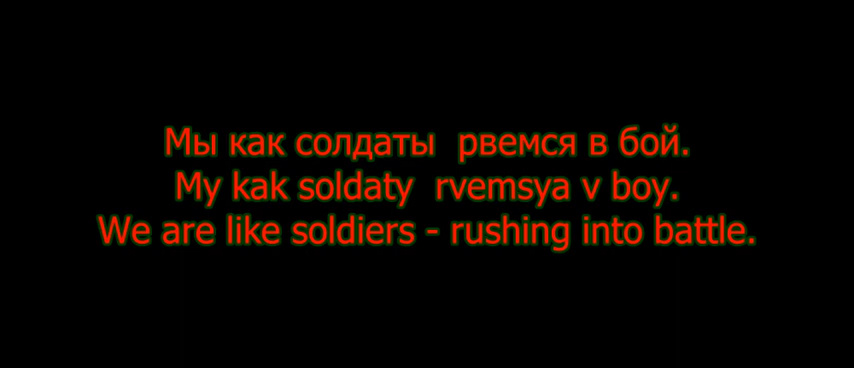 Мы как солдаты  рвемся в бой.
My kak soldaty  rvemsya v boy.
We are like soldiers - rushing into battle.